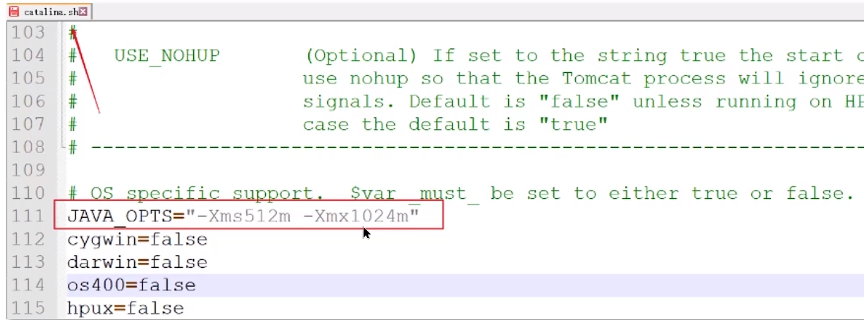 catalina.sh
103 #
104 #   USE_NOHUP       (Optional) If set to the string true the start c
105 #                   use nohup so that the Tomcat process will ignore
106 #                   signals. Default is "false" unless running on HP
107 #                   case the default is "true"
108 # -----------------------------------------------------------------
109
110 # OS specific support.  $var _must_ be set to either true or false.
111 JAVA_OPTS="-Xms512m -Xmx1024m"
112 cygwin=false
113 darwin=false
114 os400=false
115 hpux=false